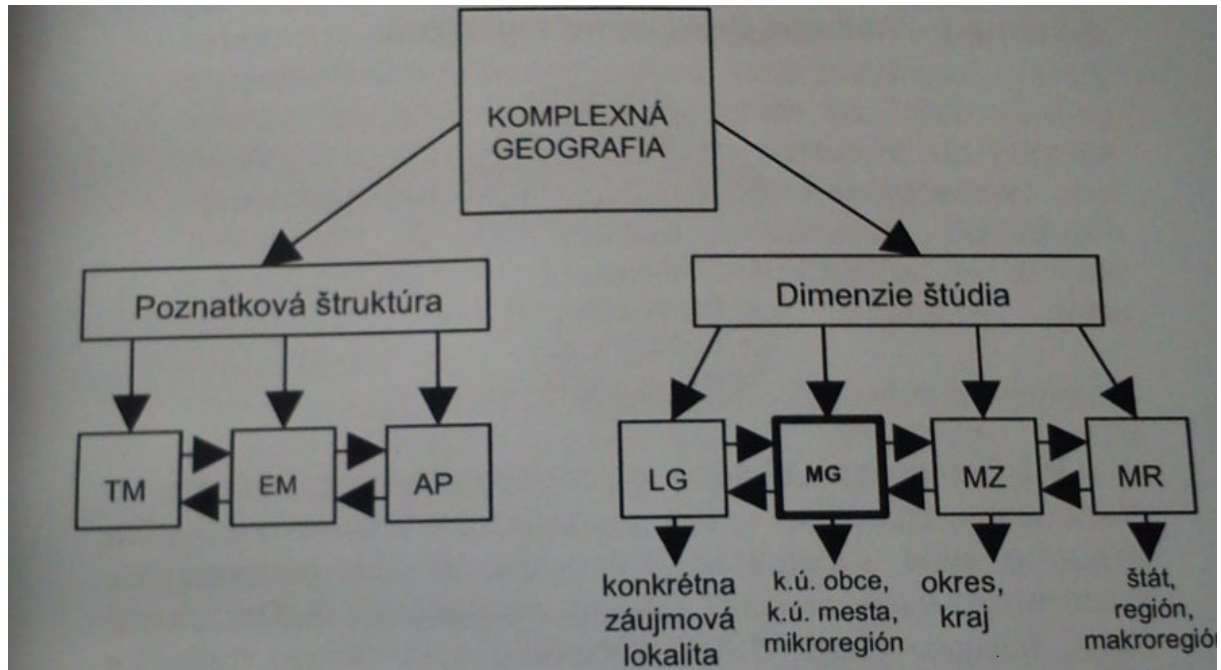 KOMPLEXNÁ
GEOGRAFIA
Poznatková štruktúra
Dimenzie štúdia
TM
EM
AP
LG
MG
MZ
MR
konkrétna
záujmová
lokalita
k.ú. obce,
k.ú. mesta,
mikroregión
okres,
kraj
štát,
región,
makroregión